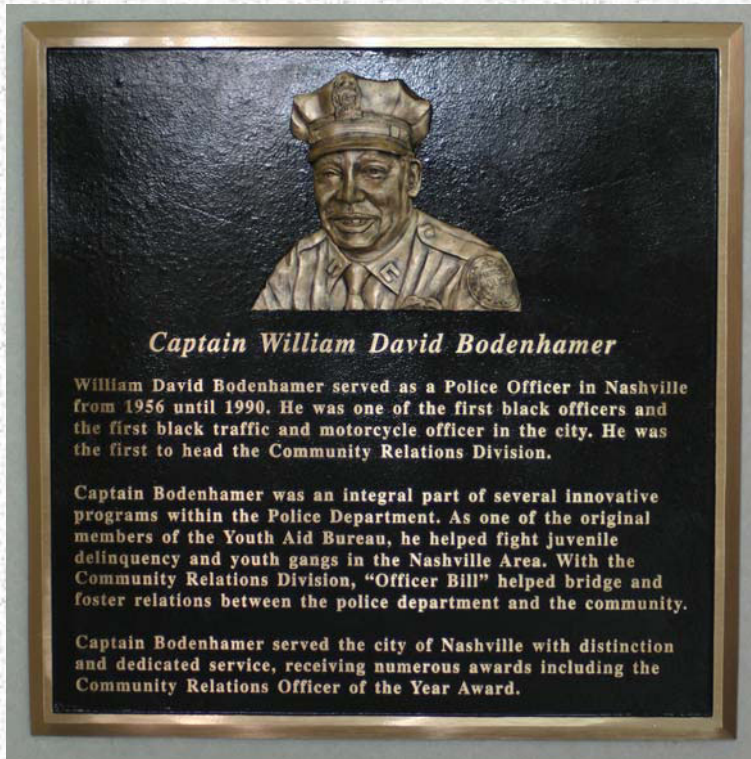 Captain William David Bodenhamer
William David Bodenhamer served as a Police Officer in Nashville
from 1956 until 1990. He was one of the first black officers and
the first black traffic and motorcycle officer in the city. He was
the first to head the Community Relations Division.
Captain Bodenhamer was an integral part of several innovative
programs within the Police Department. As one of the original
members of the Youth Aid Bureau, he helped fight juvenile
delinquency and youth gangs in the Nashville Area. With the
Community Relations Division, “Officer Bill” helped bridge and
foster relations between the police department and the community.
Captain Bodenhamer served the city of Nashville with distinction
and dedicated service, receiving numerous awards including the
Community Relations Officer of the Year Award.